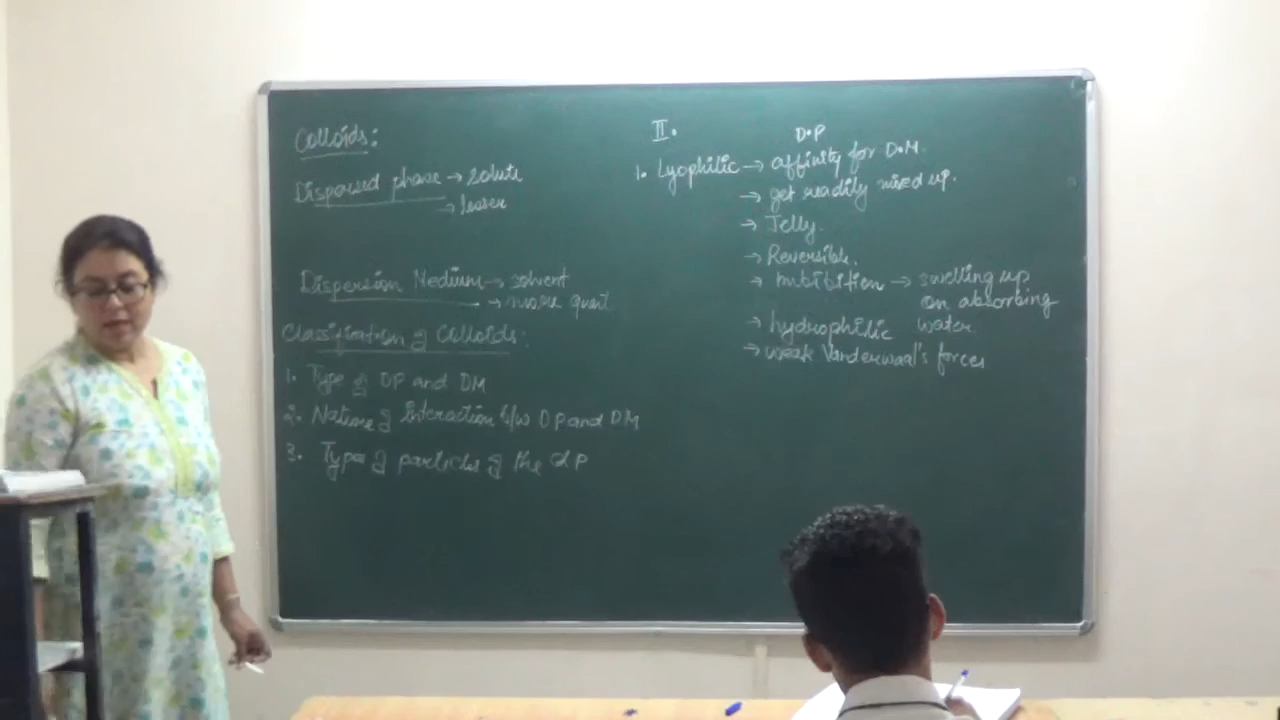 Colloids:
Dispersed phase → solute
→ lesser
Dispersion Medium → solvent
→ more quant.
Classification of Colloids:
1. Type of DP and DM
2. Nature of interaction b/w DP and DM
3. Type of particles of the DP
II.
D.P
1. Lyophilic → affinity for D.M.
→ get readily mixed up.
→ Jelly.
→ Reversible.
→ Imbibition → swelling up
on absorbing
→ hydrophilic water
→ weak Vanderwaal's forces